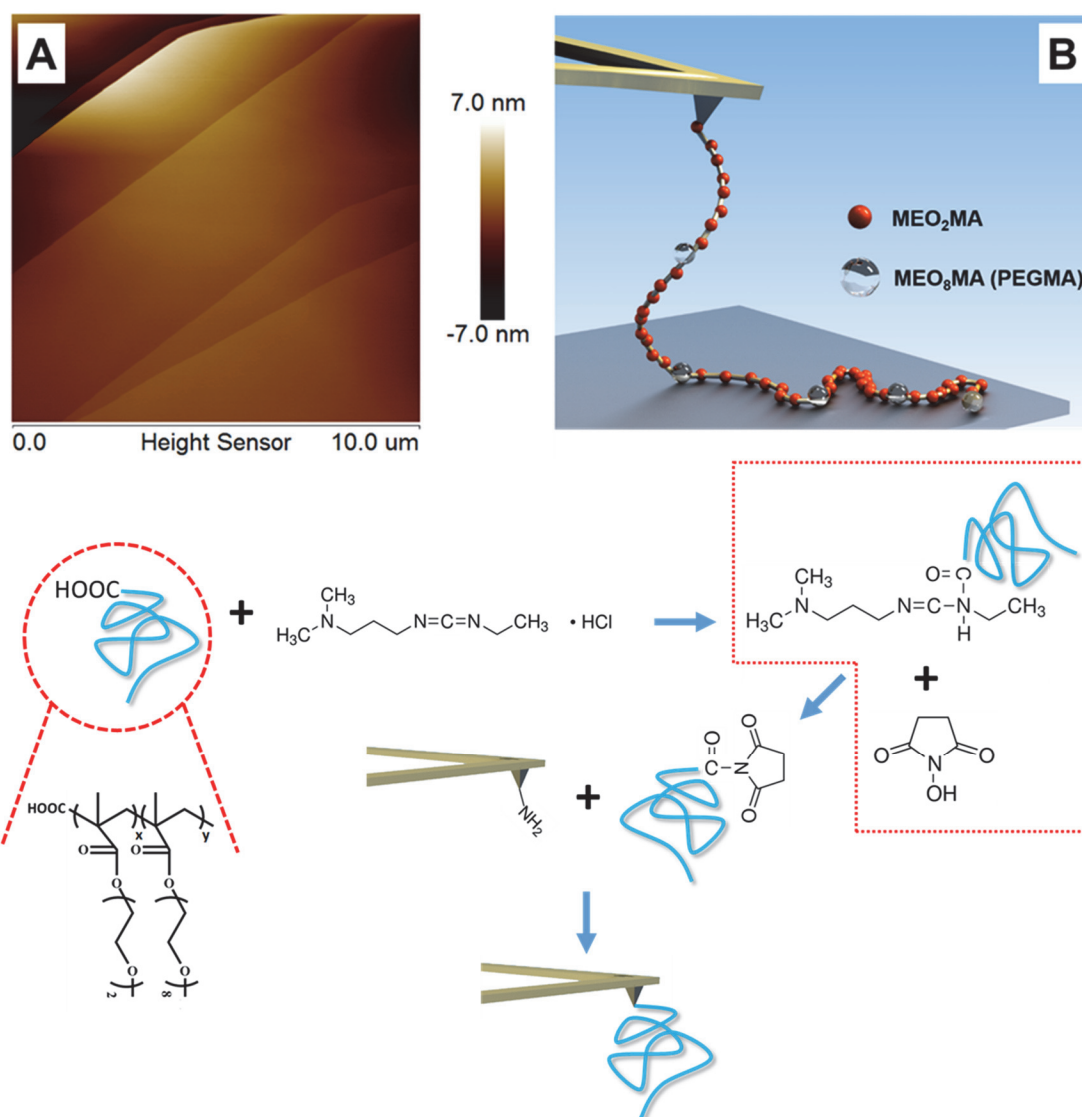 A
7.0 nm
-7.0 nm
0.0 Height Sensor 10.0 um
B
MEO₂MA
MEO₈MA (PEGMA)
HOOC
+
CH₃
N
H₃C
N=C=N
CH₃
• HCl
O=C
CH₃
N
H₃C
N=C-N
H
CH₃
+
O
N
O
OH
O
C-N
O
O
NH₂
+
HOOC
x
y
O
O
O
O
O
O
2
8